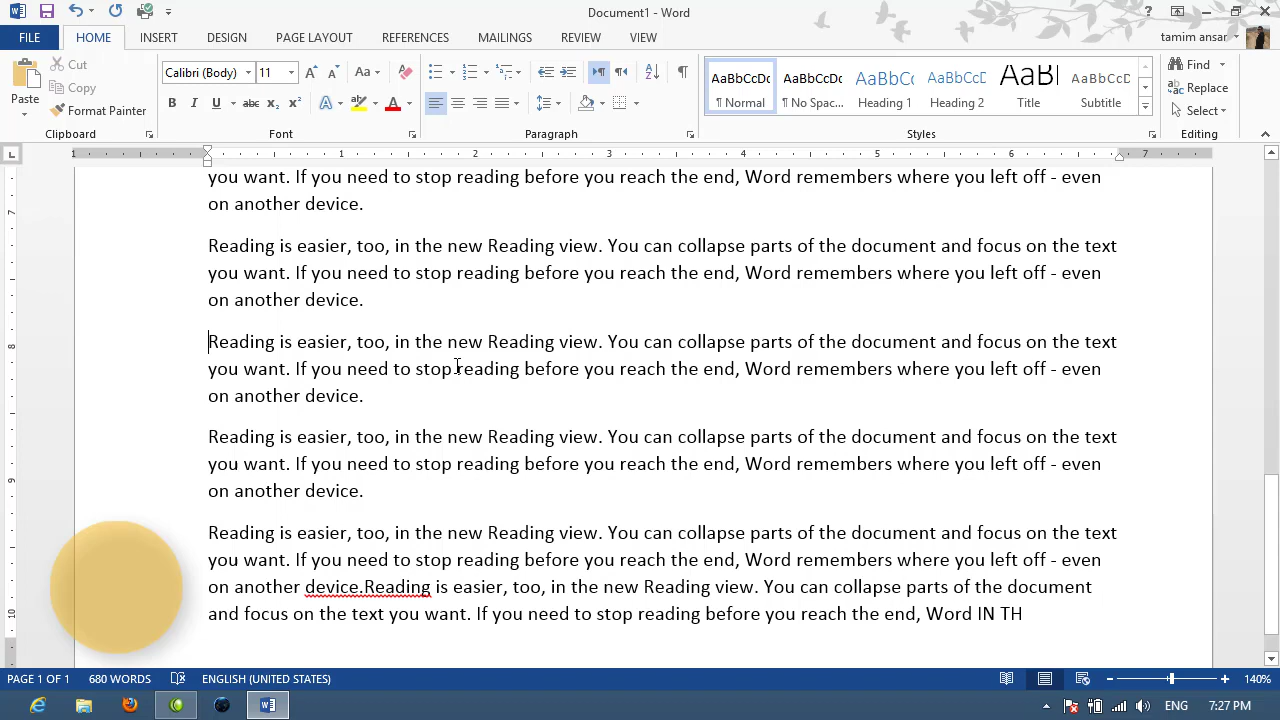 Document1 - Word
FILE HOME INSERT DESIGN PAGE LAYOUT REFERENCES MAILINGS REVIEW VIEW tamim ansari
Paste
Cut
Copy
Format Painter
Clipboard
Calibri (Body) 11
Font
Paragraph
AaBbCcDc AaBbCcDc AaBbCc AaBbCcC AaB AaBbCcD
¶ Normal ¶ No Spac... Heading 1 Heading 2 Title Subtitle
Styles
Find
Replace
Select
Editing
1 1 2 3 4 5 6 7
7
8
9
10
you want. If you need to stop reading before you reach the end, Word remembers where you left off - even
on another device.
Reading is easier, too, in the new Reading view. You can collapse parts of the document and focus on the text
you want. If you need to stop reading before you reach the end, Word remembers where you left off - even
on another device.
Reading is easier, too, in the new Reading view. You can collapse parts of the document and focus on the text
you want. If you need to stop reading before you reach the end, Word remembers where you left off - even
on another device.
Reading is easier, too, in the new Reading view. You can collapse parts of the document and focus on the text
you want. If you need to stop reading before you reach the end, Word remembers where you left off - even
on another device.
Reading is easier, too, in the new Reading view. You can collapse parts of the document and focus on the text
you want. If you need to stop reading before you reach the end, Word remembers where you left off - even
on another device.Reading is easier, too, in the new Reading view. You can collapse parts of the document
and focus on the text you want. If you need to stop reading before you reach the end, Word IN TH
PAGE 1 OF 1 680 WORDS ENGLISH (UNITED STATES) 140%
ENG 7:27 PM